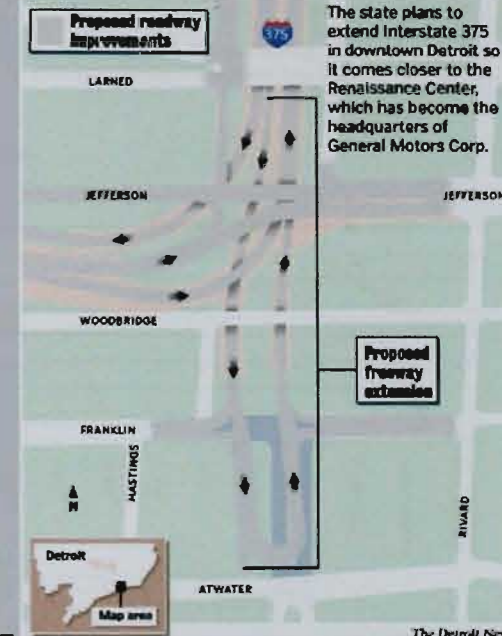 Proposed roadway
improvements
375
The state plans to
extend Interstate 375
in downtown Detroit so
it comes closer to the
Renaissance Center,
which has become the
headquarters of
General Motors Corp.
LARNED
JEFFERSON
JEFFERSON
WOODBRIDGE
Proposed
freeway
extension
FRANKLIN
HASTINGS
N
RIVARD
Detroit
Map area
ATWATER
The Detroit